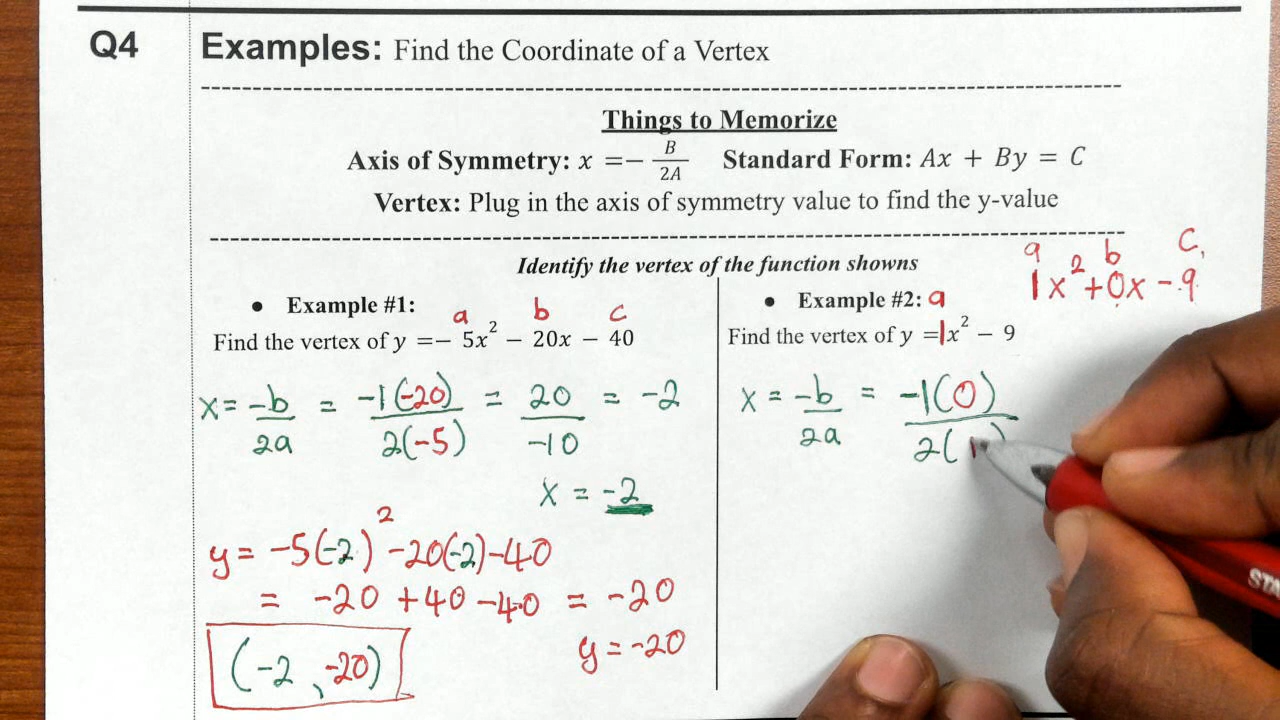 Q4 Examples: Find the Coordinate of a Vertex
Things to Memorize
Axis of Symmetry: x =− B/2A Standard Form: Ax + By = C
Vertex: Plug in the axis of symmetry value to find the y-value
Identify the vertex of the function showns
• Example #1:
a b c
Find the vertex of y =− 5x² − 20x − 40
x = -b/2a = -1(-20)/2(-5) = 20/-10 = -2
x = -2
y = -5(-2)² -20(-2)-40
= -20 +40 -40 = -20
y = -20
(-2, -20)
a b c,
1x² +0x - 9
• Example #2: a
Find the vertex of y =1x² − 9
x = -b/2a = -1(0)/2(1)